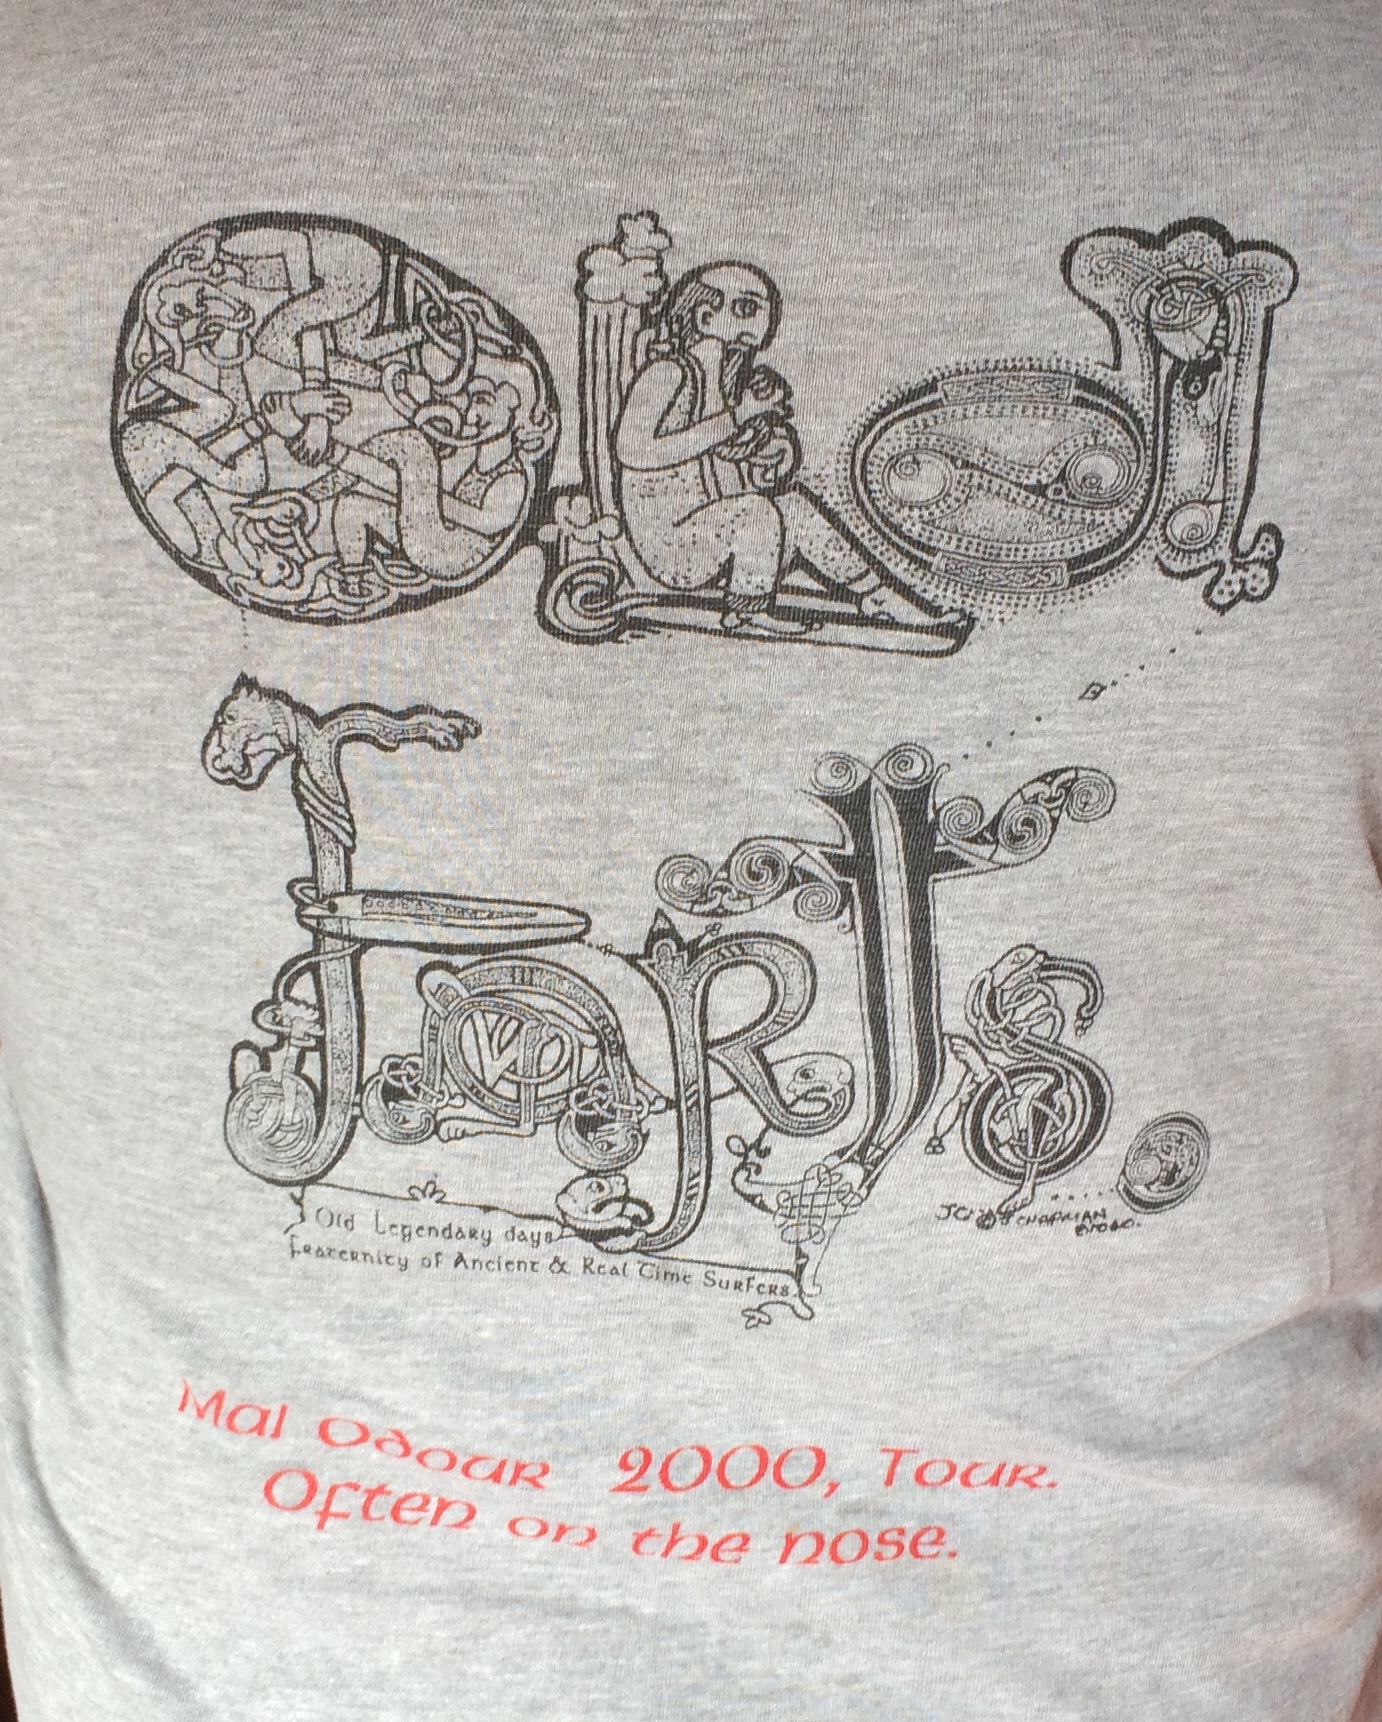 OLd
FARTS
Old Legendary days
Fraternity of Ancient & Real Time Surfers.
CHAPMAN
Mal Odour 2000, Tour.
Often on the nose.